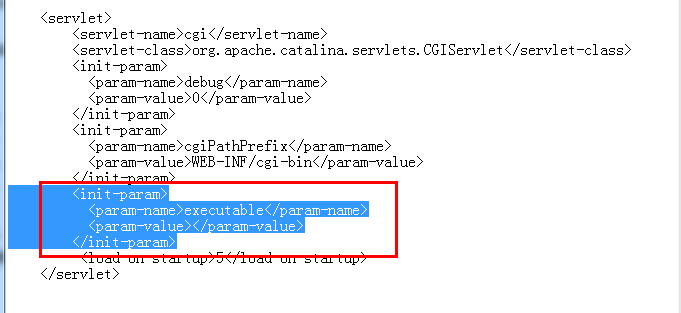 <servlet>
<servlet-name>cgi</servlet-name>
<servlet-class>org.apache.catalina.servlets.CGIServlet</servlet-class>
<init-param>
<param-name>debug</param-name>
<param-value>0</param-value>
</init-param>
<init-param>
<param-name>cgiPathPrefix</param-name>
<param-value>WEB-INF/cgi-bin</param-value>
</init-param>
<init-param>
<param-name>executable</param-name>
<param-value></param-value>
</init-param>
<load-on-startup>5</load-on-startup>
</servlet>